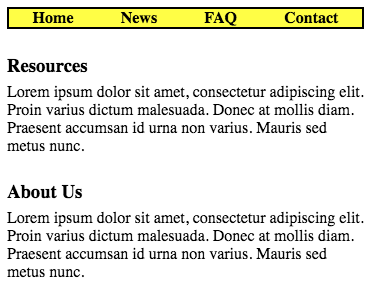 Home News FAQ Contact
Resources
Lorem ipsum dolor sit amet, consectetur adipiscing elit.
Proin varius dictum malesuada. Donec at mollis diam.
Praesent accumsan id urna non varius. Mauris sed
metus nunc.
About Us
Lorem ipsum dolor sit amet, consectetur adipiscing elit.
Proin varius dictum malesuada. Donec at mollis diam.
Praesent accumsan id urna non varius. Mauris sed
metus nunc.